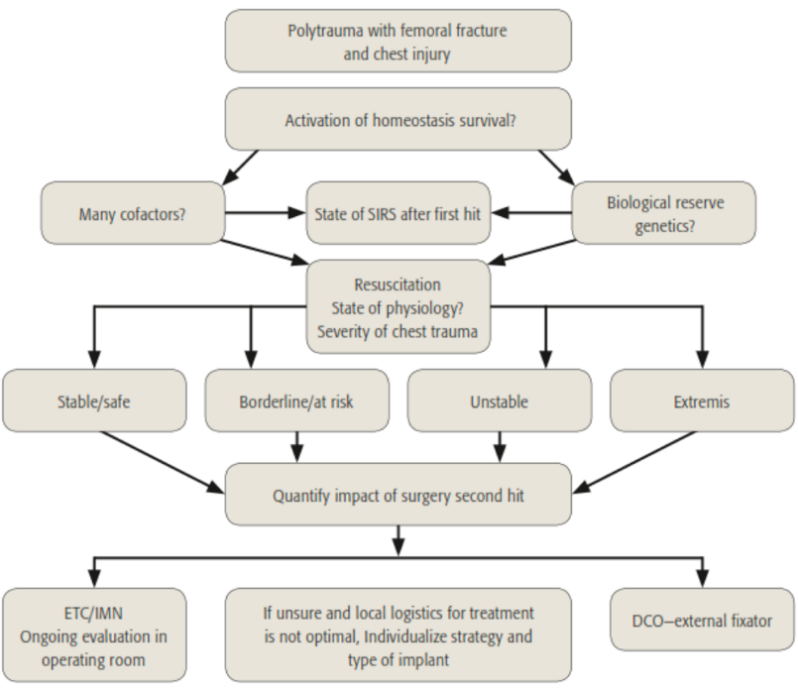 Polytrauma with femoral fracture
and chest injury
Activation of homeostasis survival?
Many cofactors?
State of SIRS after first hit
Biological reserve
genetics?
Resuscitation
State of physiology?
Severity of chest trauma
Stable/safe
Borderline/at risk
Unstable
Extremis
Quantify impact of surgery second hit
ETC/IMN
Ongoing evaluation in
operating room
If unsure and local logistics for treatment
is not optimal, Individualize strategy and
type of implant
DCO–external fixator